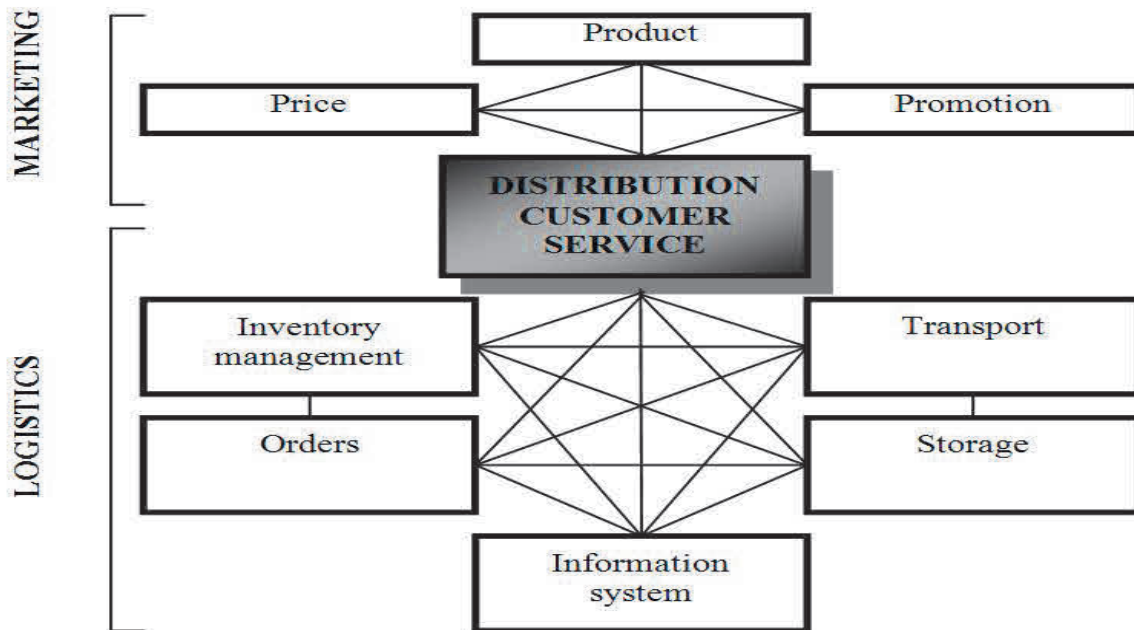 MARKETING
Product
Price
Promotion
DISTRIBUTION
CUSTOMER
SERVICE
LOGISTICS
Inventory
management
Transport
Orders
Storage
Information
system